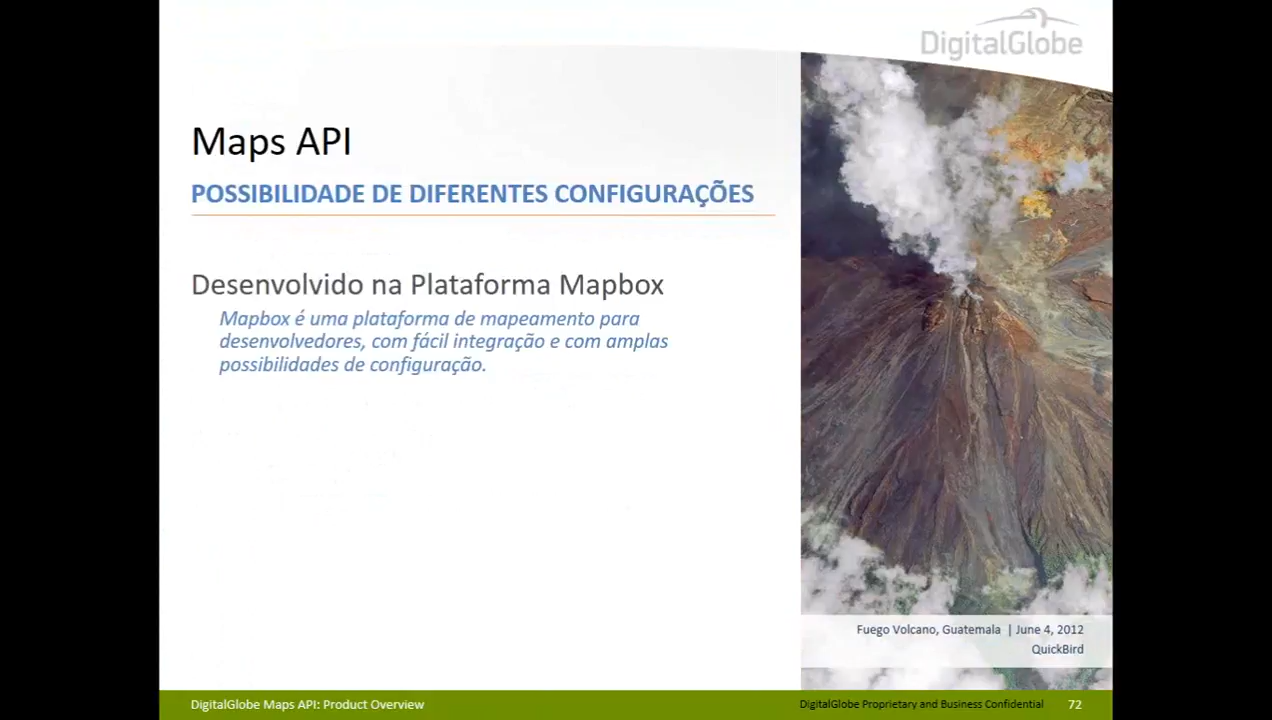 DigitalGlobe
Maps API
POSSIBILIDADE DE DIFERENTES CONFIGURAÇÕES
Desenvolvido na Plataforma Mapbox
Mapbox é uma plataforma de mapeamento para
desenvolvedores, com fácil integração e com amplas
possibilidades de configuração.
Fuego Volcano, Guatemala | June 4, 2012
QuickBird
DigitalGlobe Maps API: Product Overview
DigitalGlobe Proprietary and Business Confidential
72